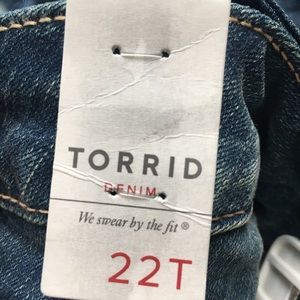 TORRID
DENIM
We swear by the fit ®
22T